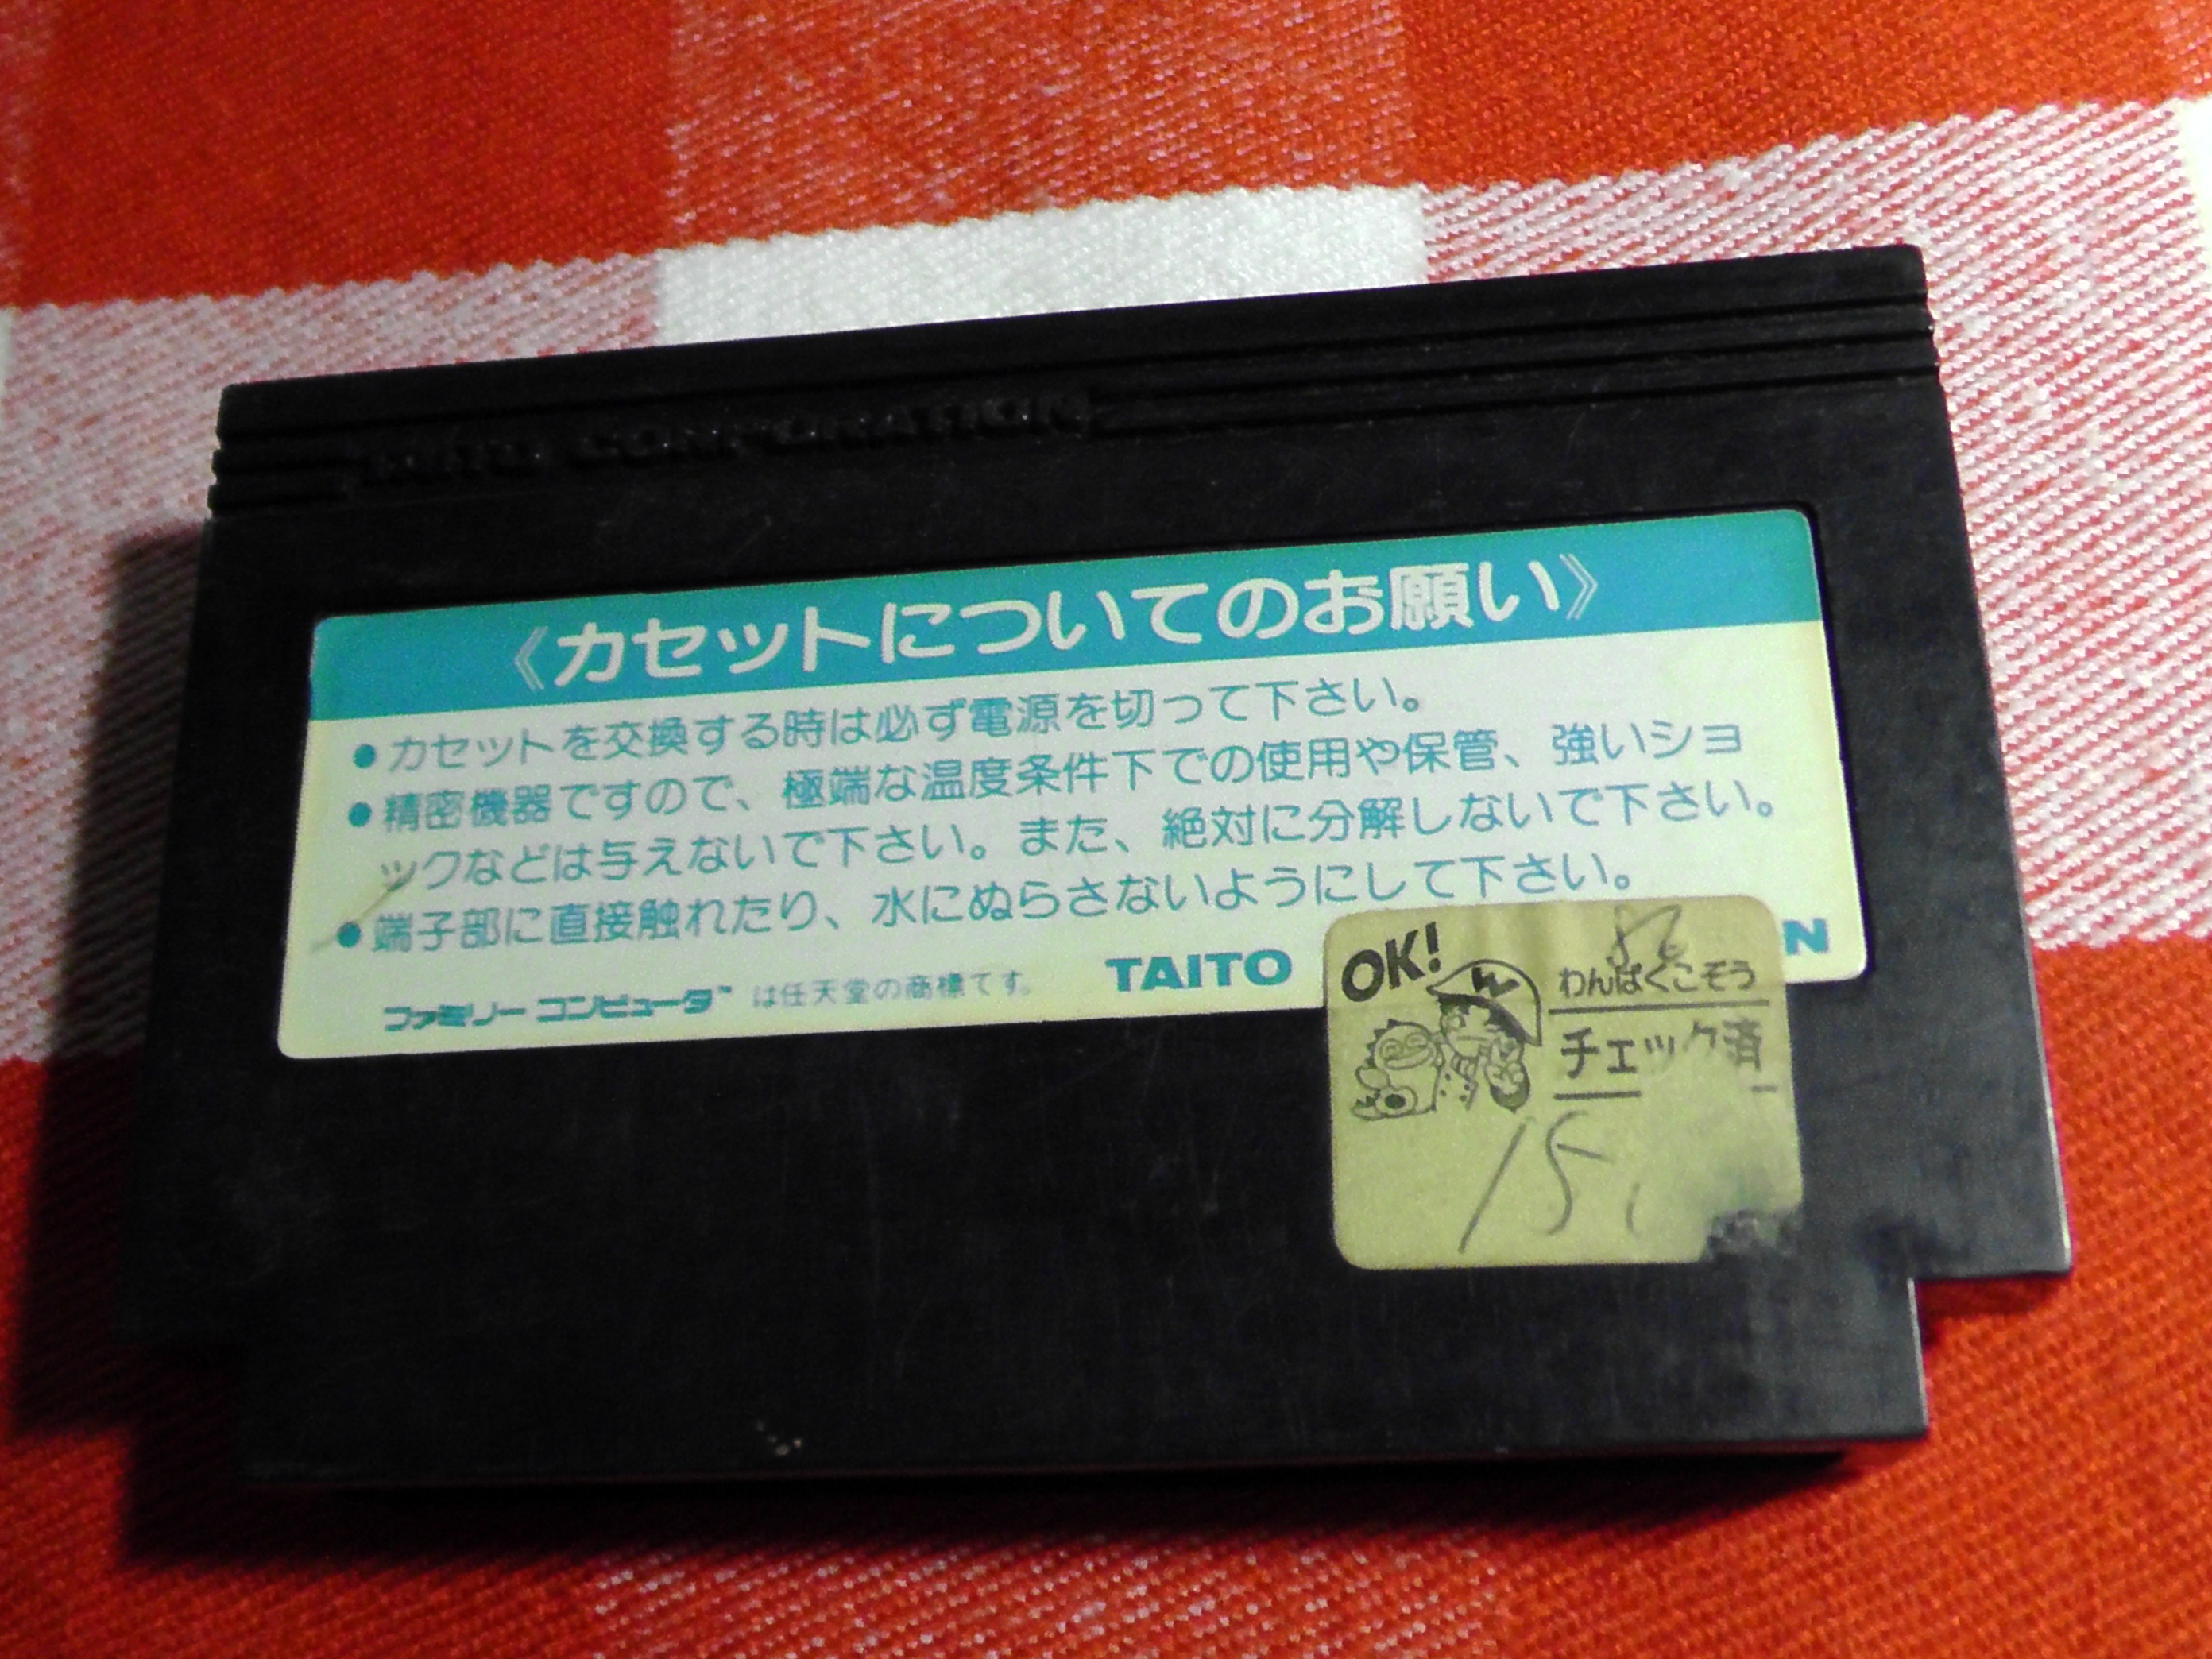 TAITO CORPORATION
《カセットについてのお願い》
●カセットを交換する時は必ず電源を切って下さい。
●精密機器ですので、極端な温度条件下での使用や保管、強いショ
ックなどは与えないで下さい。また、絶対に分解しないで下さい。
●端子部に直接触れたり、水にぬらさないようにして下さい。
ファミリーコンピュータ™は任天堂の商標です。
TAITO
N
OK!
わんぱくこぞう
チェック済